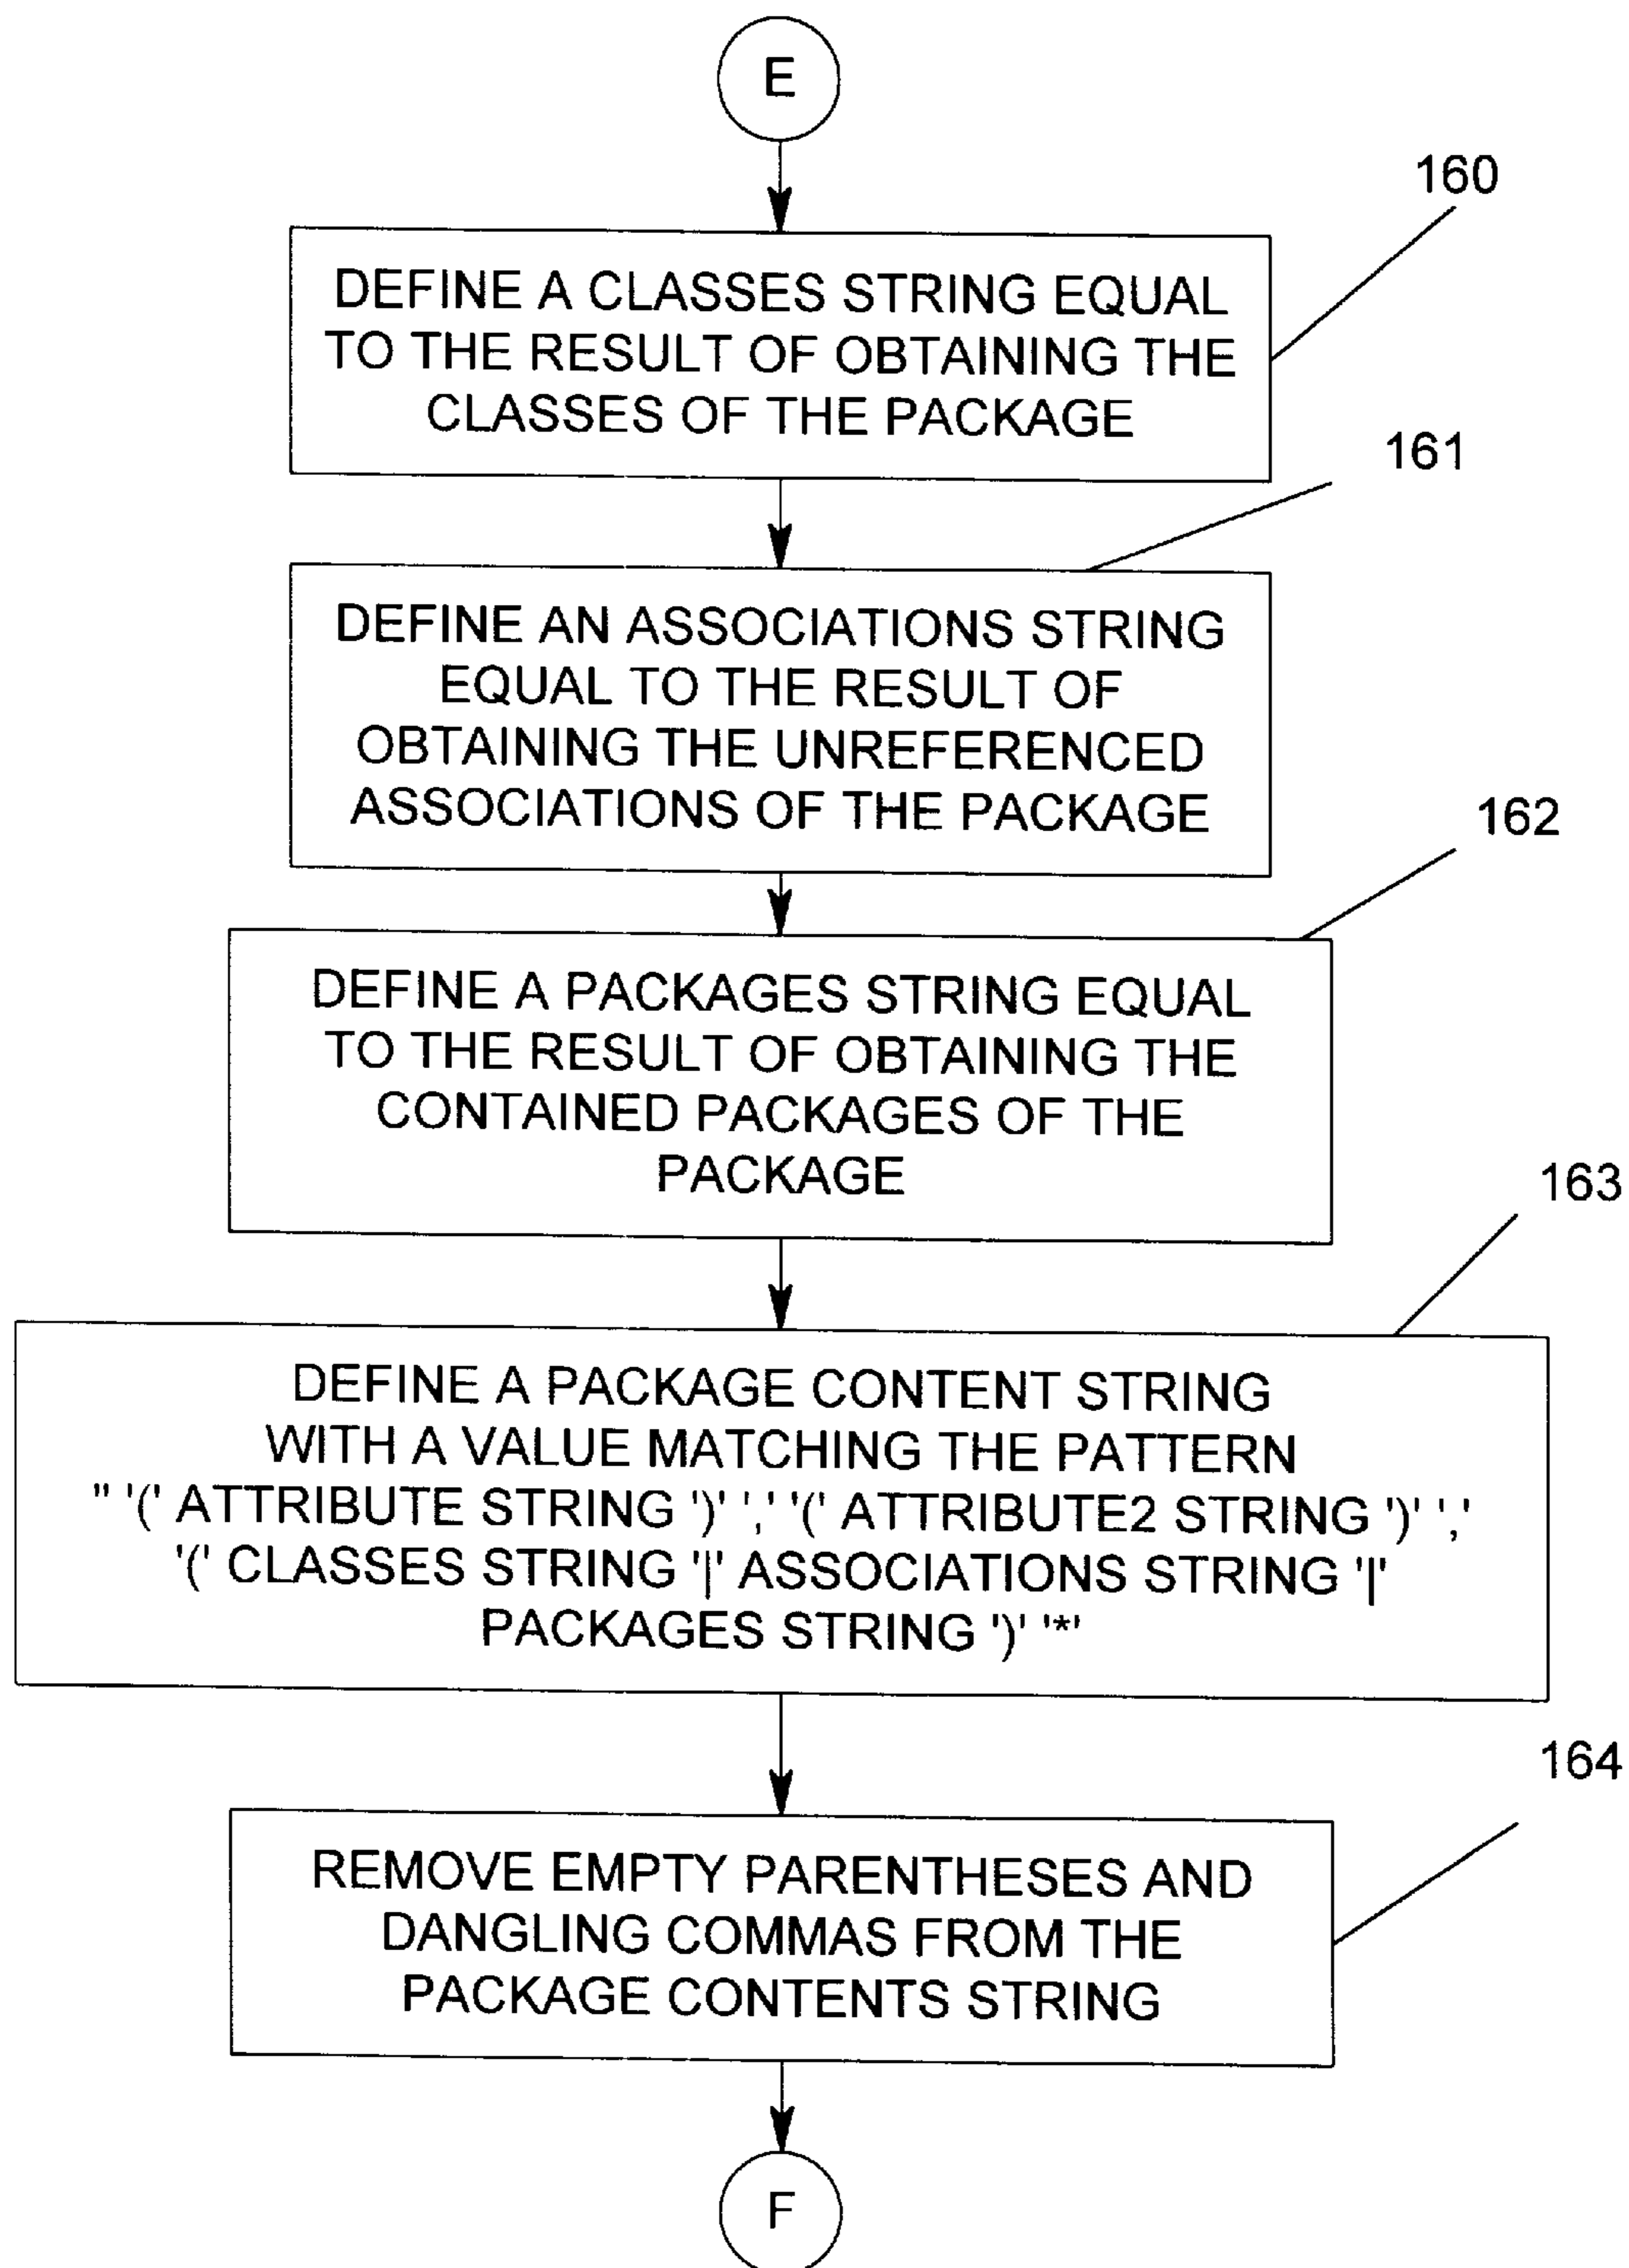 E
160
DEFINE A CLASSES STRING EQUAL
TO THE RESULT OF OBTAINING THE
CLASSES OF THE PACKAGE
161
DEFINE AN ASSOCIATIONS STRING
EQUAL TO THE RESULT OF
OBTAINING THE UNREFERENCED
ASSOCIATIONS OF THE PACKAGE
162
DEFINE A PACKAGES STRING EQUAL
TO THE RESULT OF OBTAINING THE
CONTAINED PACKAGES OF THE
PACKAGE
163
DEFINE A PACKAGE CONTENT STRING
WITH A VALUE MATCHING THE PATTERN
" '(' ATTRIBUTE STRING ')' ',' '(' ATTRIBUTE2 STRING ')' ','
'(' CLASSES STRING '|' ASSOCIATIONS STRING '|'
PACKAGES STRING ')' '*'
164
REMOVE EMPTY PARENTHESES AND
DANGLING COMMAS FROM THE
PACKAGE CONTENTS STRING
F